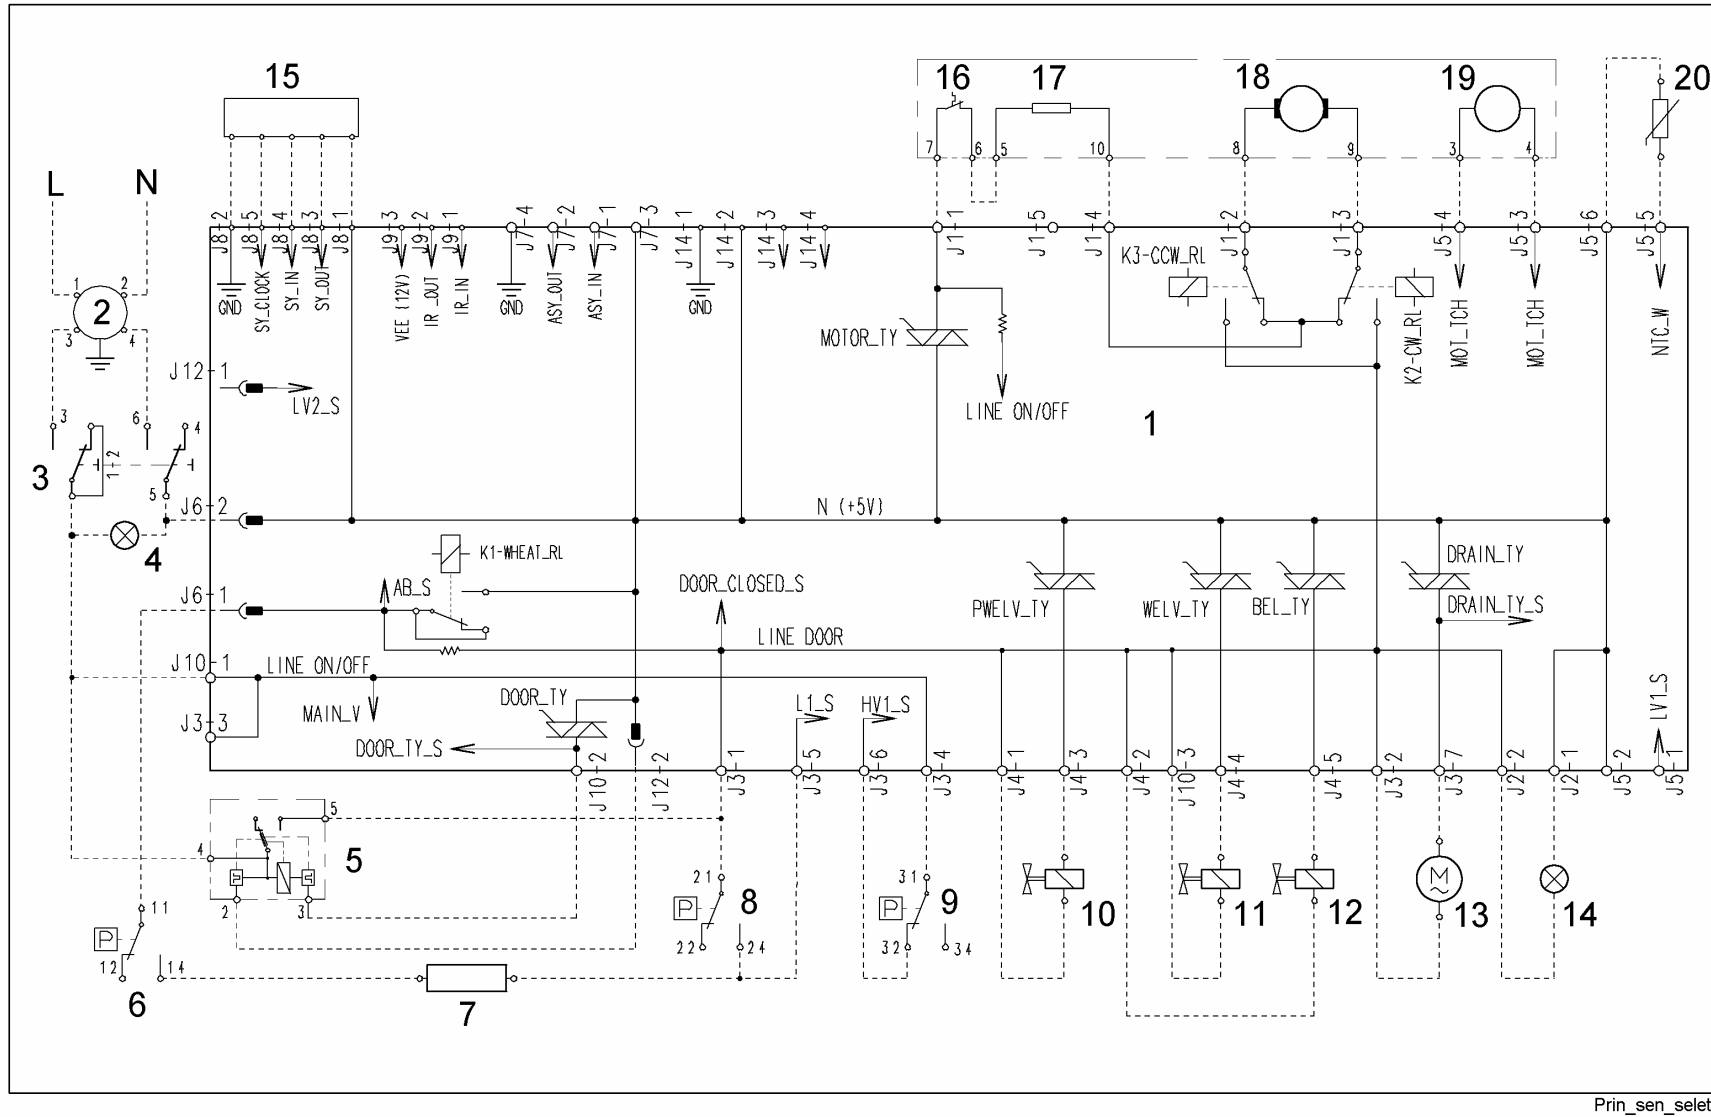 15
16
17
18
19
20
7
6
5
10
8
9
3
4
L
N
J8-2
J8-5
J8-4
J8-3
J8-1
J9-3
J9-2
J9-1
J7-4
J7-2
J7-1
J7-3
J14-1
J14-2
J14-3
J14-4
J1-1
J1-5
J1-4
J1-2
J1-3
J5-4
J5-3
J5-6
J5-5
GND
SY_CLOCK
SY_IN
SY_OUT
VEE (12V)
IR_OUT
IR_IN
GND
ASY_OUT
ASY_IN
GND
K3-CCW_RL
K2-CW_RL
MOT_TCH
MOT_TCH
NTC_W
1
2
2
3
4
MOTOR_TY
LINE ON/OFF
1
J12-1
LV2_S
3
6
4
3
1+2
5
J6-2
N (+5V)
4
K1-WHEAT_RL
J6-1
AB_S
DOOR_CLOSED_S
PWELV_TY
WELV_TY
BEL_TY
DRAIN_TY
DRAIN_TY_S
LINE DOOR
J10-1
LINE ON/OFF
MAIN_V
DOOR_TY
L1_S
HV1_S
LV1_S
J3-3
DOOR_TY_S
J10-2
J12-2
J3-1
J3-5
J3-6
J3-4
J4-1
J4-3
J4-2
J10-3
J4-4
J4-5
J3-2
J3-7
J2-2
J2-1
J5-2
J5-1
5
4
5
2
3
21
P
8
22
24
31
P
9
32
34
10
11
12
M
13
14
11
P
12
14
6
7
Prin_sen_selet